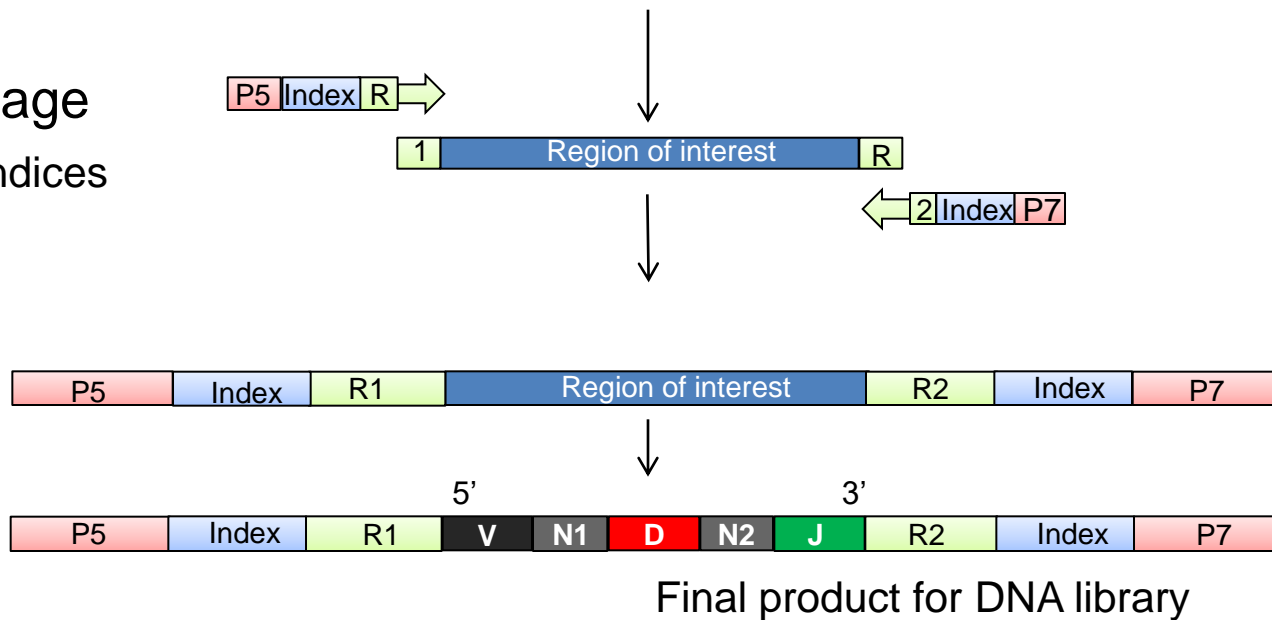 age
ndices
P5 Index R
1 Region of interest R
2 Index P7
P5 Index R1 Region of interest R2 Index P7
5’ 3’
P5 Index R1 V N1 D N2 J R2 Index P7
Final product for DNA library